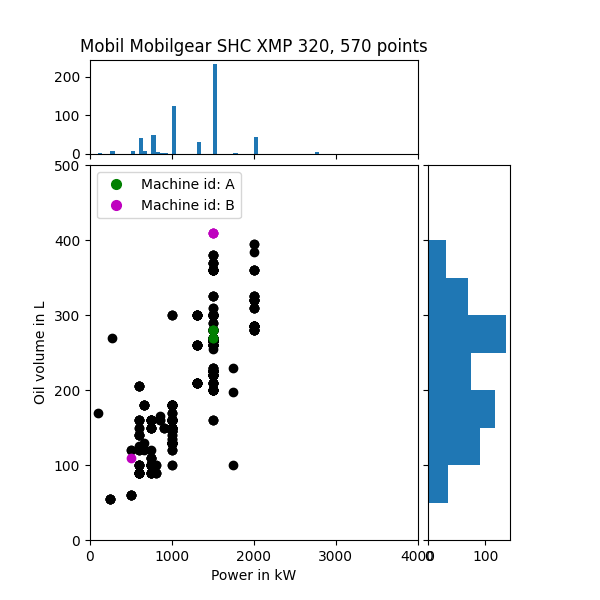 Mobil Mobilgear SHC XMP 320, 570 points
200
100
0
500
400
300
200
100
0
Machine id: A
Machine id: B
Oil volume in L
0 1000 2000 3000 4000
0 100
Power in kW